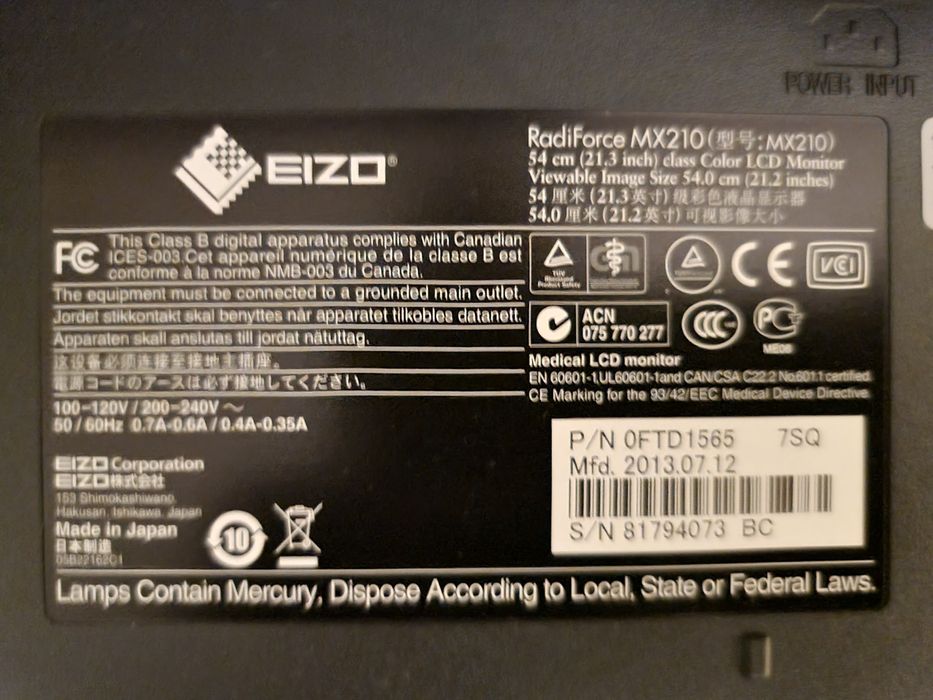 POWER INPUT
EIZO®
RadiForce MX210 (型号:MX210)
54 cm (21.3 inch) class Color LCD Monitor
Viewable Image Size 54.0 cm (21.2 inches)
54 厘米 (21.3英寸) 级彩色液晶显示器
54.0 厘米 (21.2英寸) 可视影像大小
FC
This Class B digital apparatus complies with Canadian
ICES-003.Cet appareil numérique de la classe B est
conforme à la norme NMB-003 du Canada.
The equipment must be connected to a grounded main outlet.
Jordet stikkontakt skal benyttes når apparatet tilkobles datanett.
Apparaten skall anslutas till jordat nätuttag.
这设备必须连接至接地主插座。
電源コードのアースは必ず接地してください。
100-120V / 200-240V ～
50 / 60Hz 0.7A-0.6A / 0.4A-0.35A
EIZO Corporation
EIZO株式会社
153 Shimokashiwano,
Hakusan, Ishikawa, Japan
Made in Japan
日本制造
05B22162C1
10
TÜV
Rheinland
Product Safety
CE
VCI
ACN
075 770 277
CCC
PC
ME06
Medical LCD monitor
EN 60601-1,UL60601-1and CAN/CSA C22.2 No.601.1 certified
CE Marking for the 93/42/EEC Medical Device Directive
P/N 0FTD1565 7SQ
Mfd. 2013.07.12
S/N 81794073 BC
Lamps Contain Mercury, Dispose According to Local, State or Federal Laws.